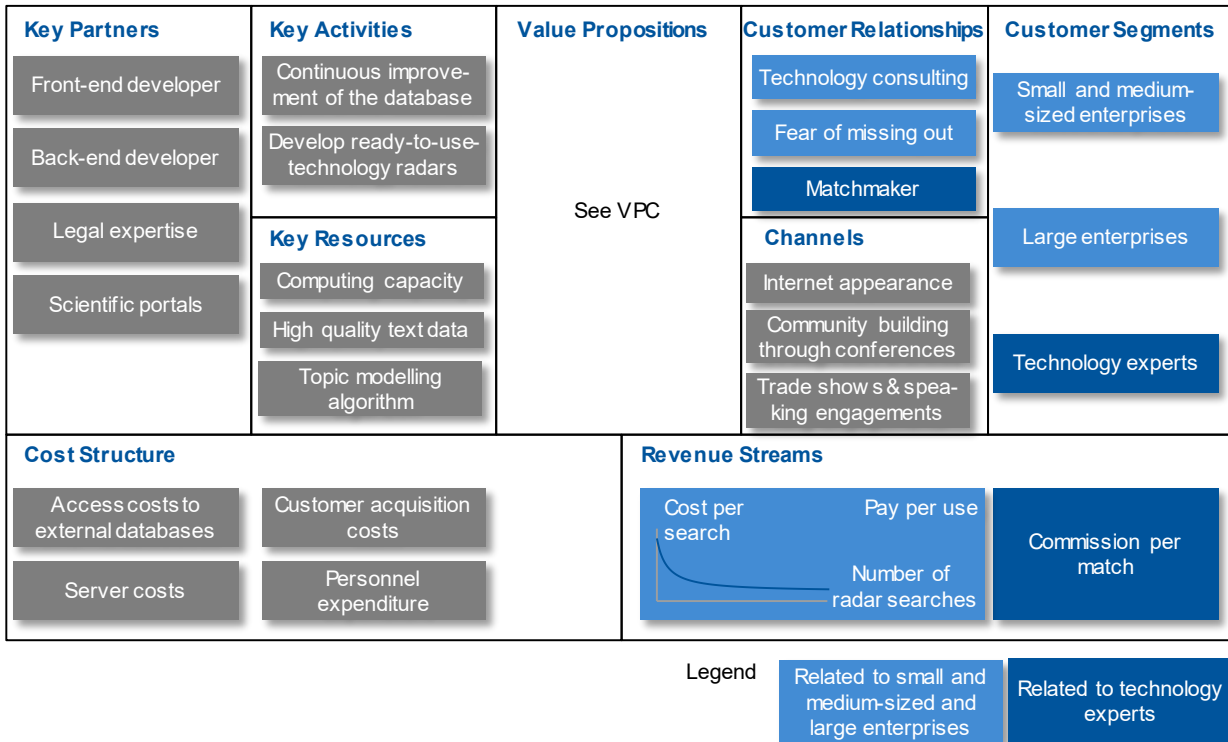 Key Partners
Front-end developer
Back-end developer
Legal expertise
Scientific portals
Key Activities
Continuous improve-
ment of the database
Develop ready-to-use-
technology radars
Key Resources
Computing capacity
High quality text data
Topic modelling
algorithm
Value Propositions
See VPC
Customer Relationships
Technology consulting
Fear of missing out
Matchmaker
Channels
Internet appearance
Community building
through conferences
Trade shows & spea-
king engagements
Customer Segments
Small and medium-
sized enterprises
Large enterprises
Technology experts
Cost Structure
Access costs to
external databases
Server costs
Customer acquisition
costs
Personnel
expenditure
Revenue Streams
Cost per
search
Pay per use
Number of
radar searches
Commission per
match
Legend
Related to small and
medium-sized and
large enterprises
Related to technology
experts